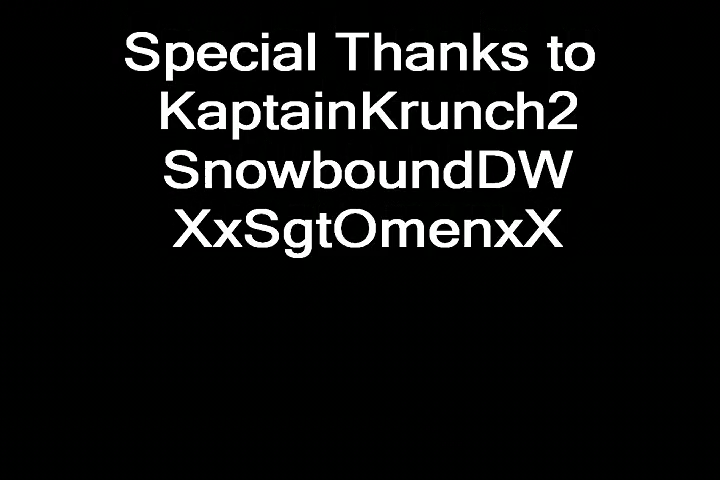 Special Thanks to
KaptainKrunch2
SnowboundDW
XxSgtOmenxX